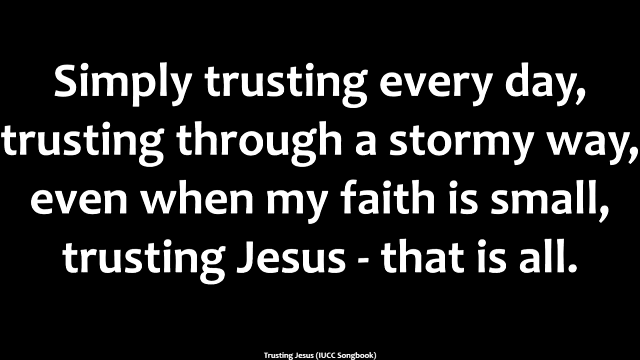 Simply trusting every day,
trusting through a stormy way,
even when my faith is small,
trusting Jesus - that is all.
Trusting Jesus (IUCC Songbook)